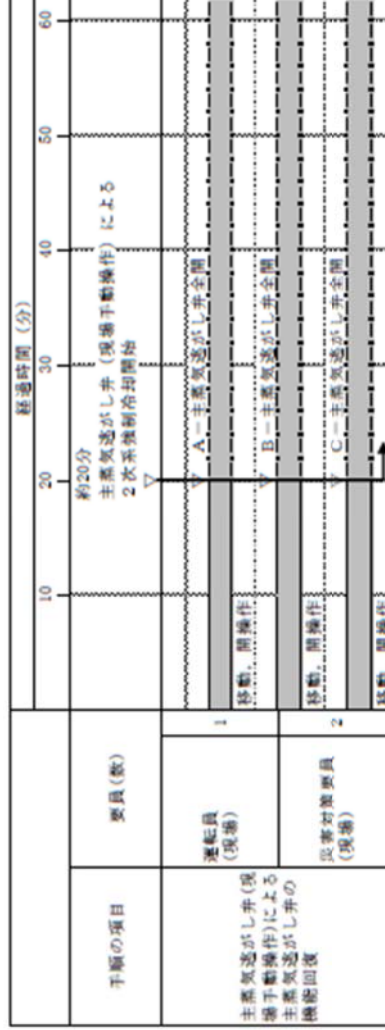 経過時間（分）
10 20 30 40 50 60
手順の項目
要員(数)
約20分
主蒸気逃がし弁（現場手動操作）による
2次系強制冷却開始
主蒸気逃がし弁(現
場手動操作)による
主蒸気逃がし弁の
機能回復
運転員
(現場)
1
A－主蒸気逃がし弁全開
移動，開操作
B－主蒸気逃がし弁全開
移動，開操作
災害対策要員
(現場)
2
C－主蒸気逃がし弁全開
移動，開操作